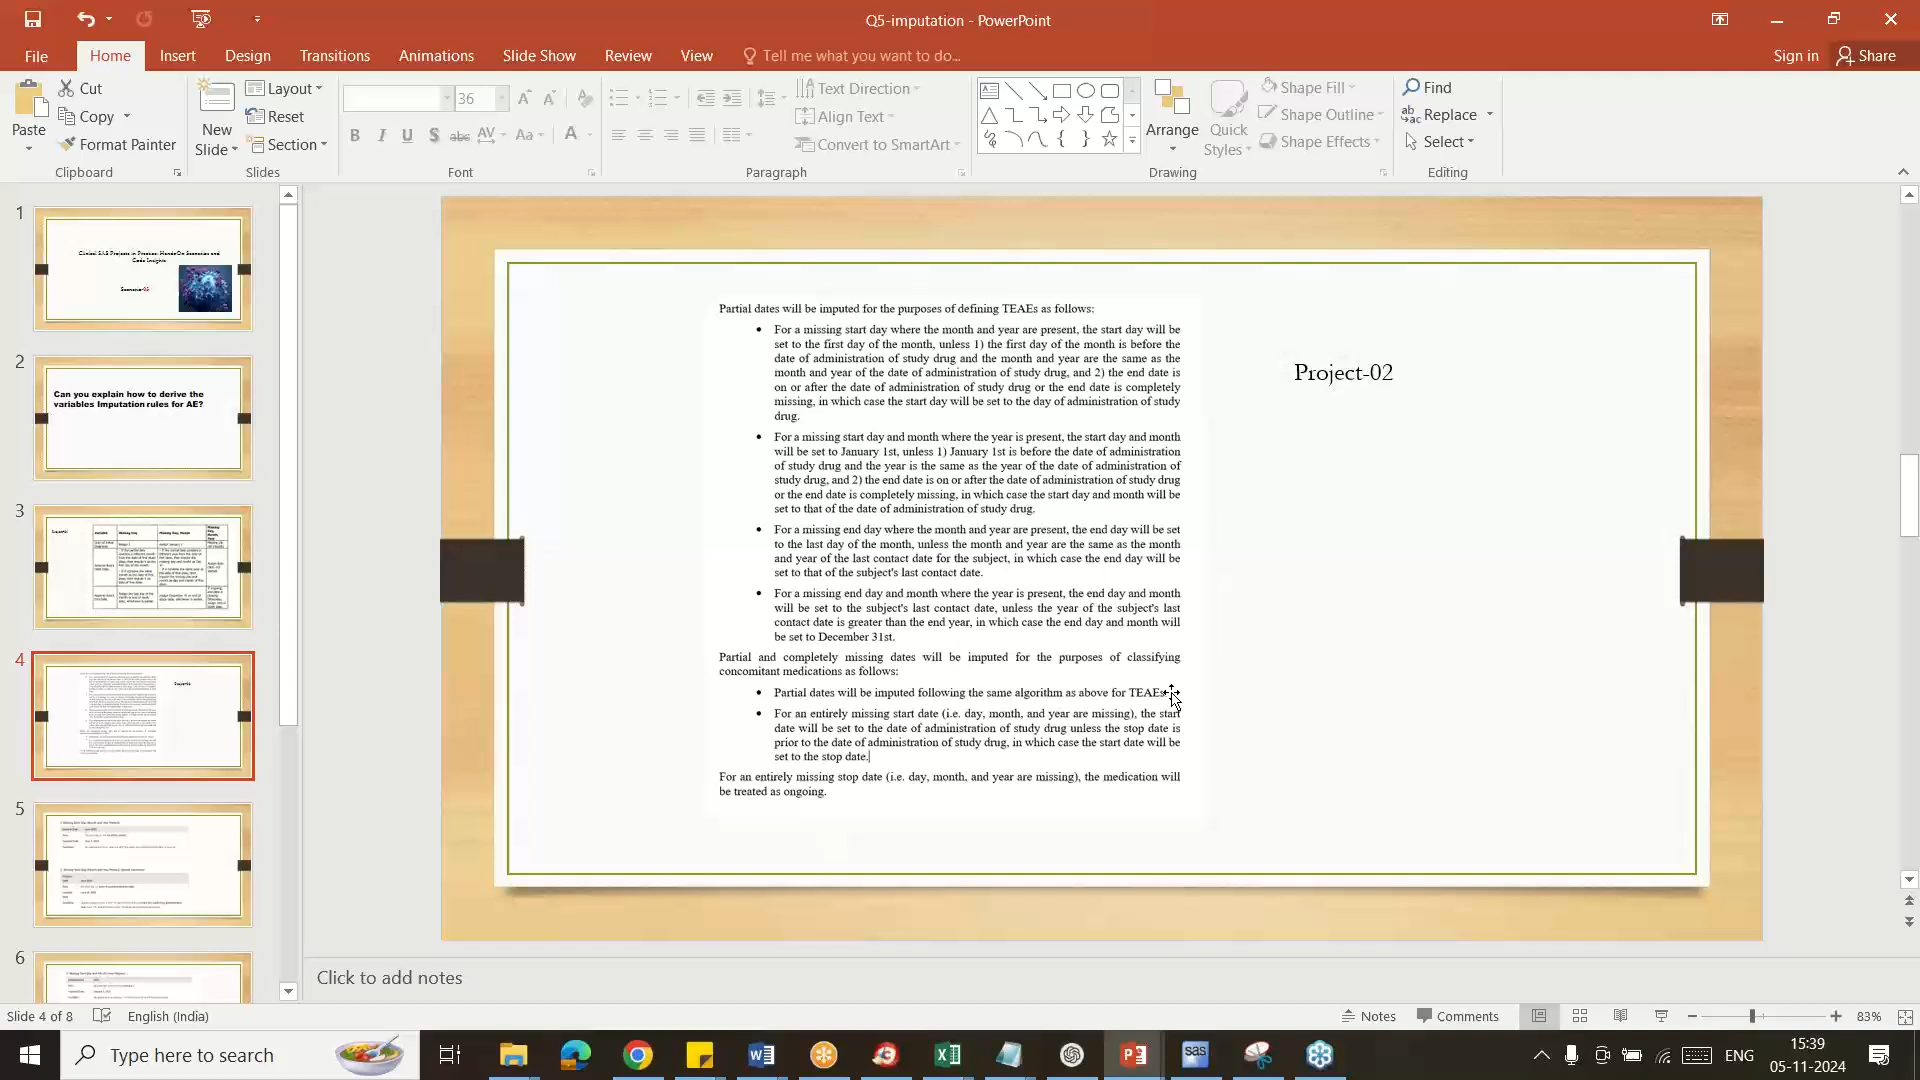 Q5-imputation - PowerPoint
File
Home
Insert
Design
Transitions
Animations
Slide Show
Review
View
Tell me what you want to do...
Sign in
Share
Paste
Cut
Copy
Format Painter
Clipboard
New
Slide
Layout
Reset
Section
Slides
36
Font
Text Direction
Align Text
Convert to SmartArt
Paragraph
Arrange
Quick
Styles
Shape Fill
Shape Outline
Shape Effects
Drawing
Find
Replace
Select
Editing
1
Clinical SAS Projects in Practice: Hands-On Scenarios and
Code Insights
Scenario-05
2
Can you explain how to derive the
variables Imputation rules for AE?
3
4
5
6
Partial dates will be imputed for the purposes of defining TEAEs as follows:
• For a missing start day where the month and year are present, the start day will be
set to the first day of the month, unless 1) the first day of the month is before the
date of administration of study drug and the month and year are the same as the
month and year of the date of administration of study drug, and 2) the end date is
on or after the date of administration of study drug or the end date is completely
missing, in which case the start day will be set to the day of administration of study
drug.
• For a missing start day and month where the year is present, the start day and month
will be set to January 1st, unless 1) January 1st is before the date of administration
of study drug and the year is the same as the year of the date of administration of
study drug, and 2) the end date is on or after the date of administration of study drug
or the end date is completely missing, in which case the start day and month will be
set to that of the date of administration of study drug.
• For a missing end day where the month and year are present, the end day will be set
to the last day of the month, unless the month and year are the same as the month
and year of the last contact date for the subject, in which case the end day will be
set to that of the subject's last contact date.
• For a missing end day and month where the year is present, the end day and month
will be set to the subject's last contact date, unless the year of the subject's last
contact date is greater than the end year, in which case the end day and month will
be set to December 31st.
Partial and completely missing dates will be imputed for the purposes of classifying
concomitant medications as follows:
• Partial dates will be imputed following the same algorithm as above for TEAEs.
• For an entirely missing start date (i.e. day, month, and year are missing), the start
date will be set to the date of administration of study drug unless the stop date is
prior to the date of administration of study drug, in which case the start date will be
set to the stop date.
For an entirely missing stop date (i.e. day, month, and year are missing), the medication will
be treated as ongoing.
Project-02
Click to add notes
Slide 4 of 8
English (India)
Notes
Comments
83%
Type here to search
ENG
15:39
05-11-2024